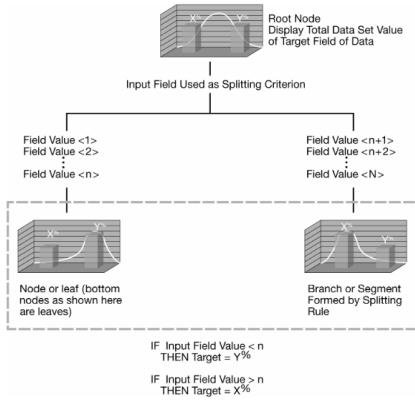 X%
Y%
Root Node
Display Total Data Set Value
of Target Field of Data
Input Field Used as Splitting Criterion
Field Value <1>
Field Value <2>
Field Value <n>
Field Value <n+1>
Field Value <n+2>
Field Value <N>
X%
Y%
X%
Y%
Node or leaf (bottom
nodes as shown here
are leaves)
Branch or Segment
Formed by Splitting
Rule
IF Input Field Value < n
THEN Target = Y%
IF Input Field Value > n
THEN Target = X%